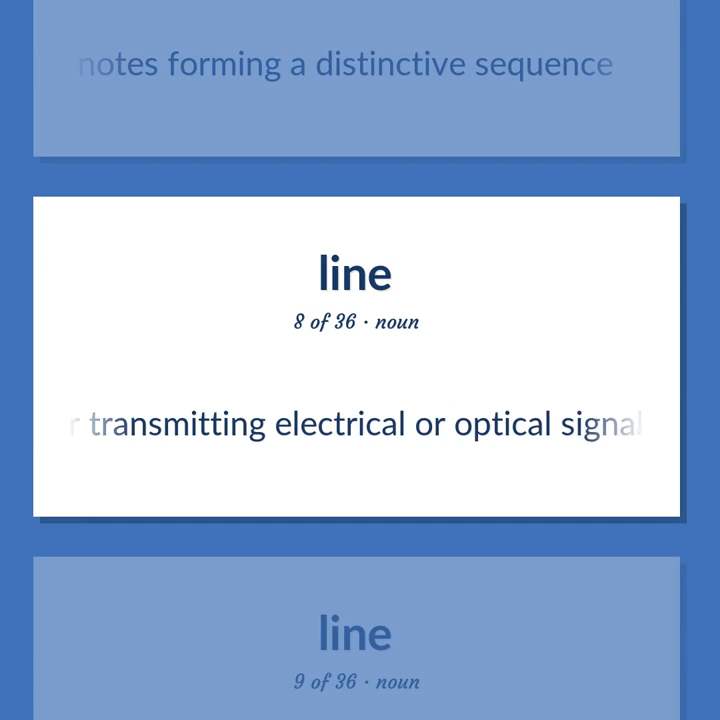 notes forming a distinctive sequence
line
8 of 36 · noun
r transmitting electrical or optical signal
line
9 of 36 · noun